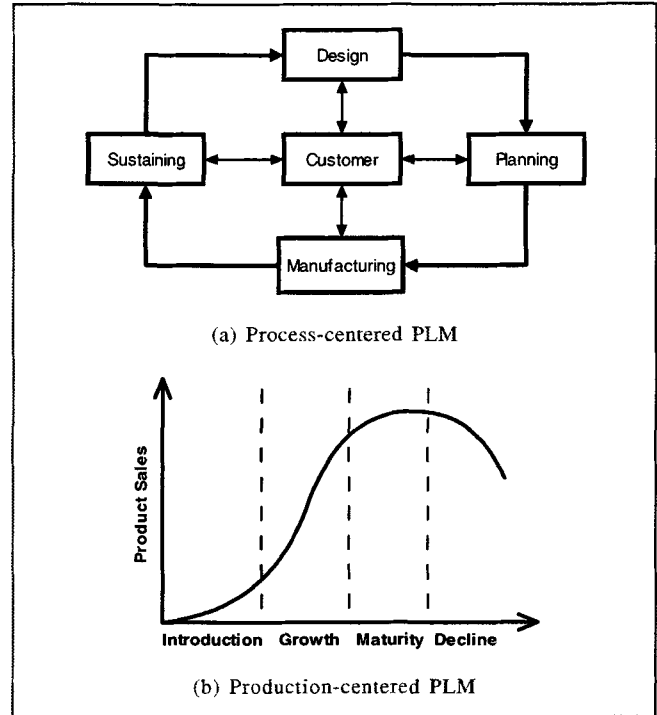 Design
Sustaining
Customer
Planning
Manufacturing
(a) Process-centered PLM
Product Sales
Introduction Growth Maturity Decline
(b) Production-centered PLM